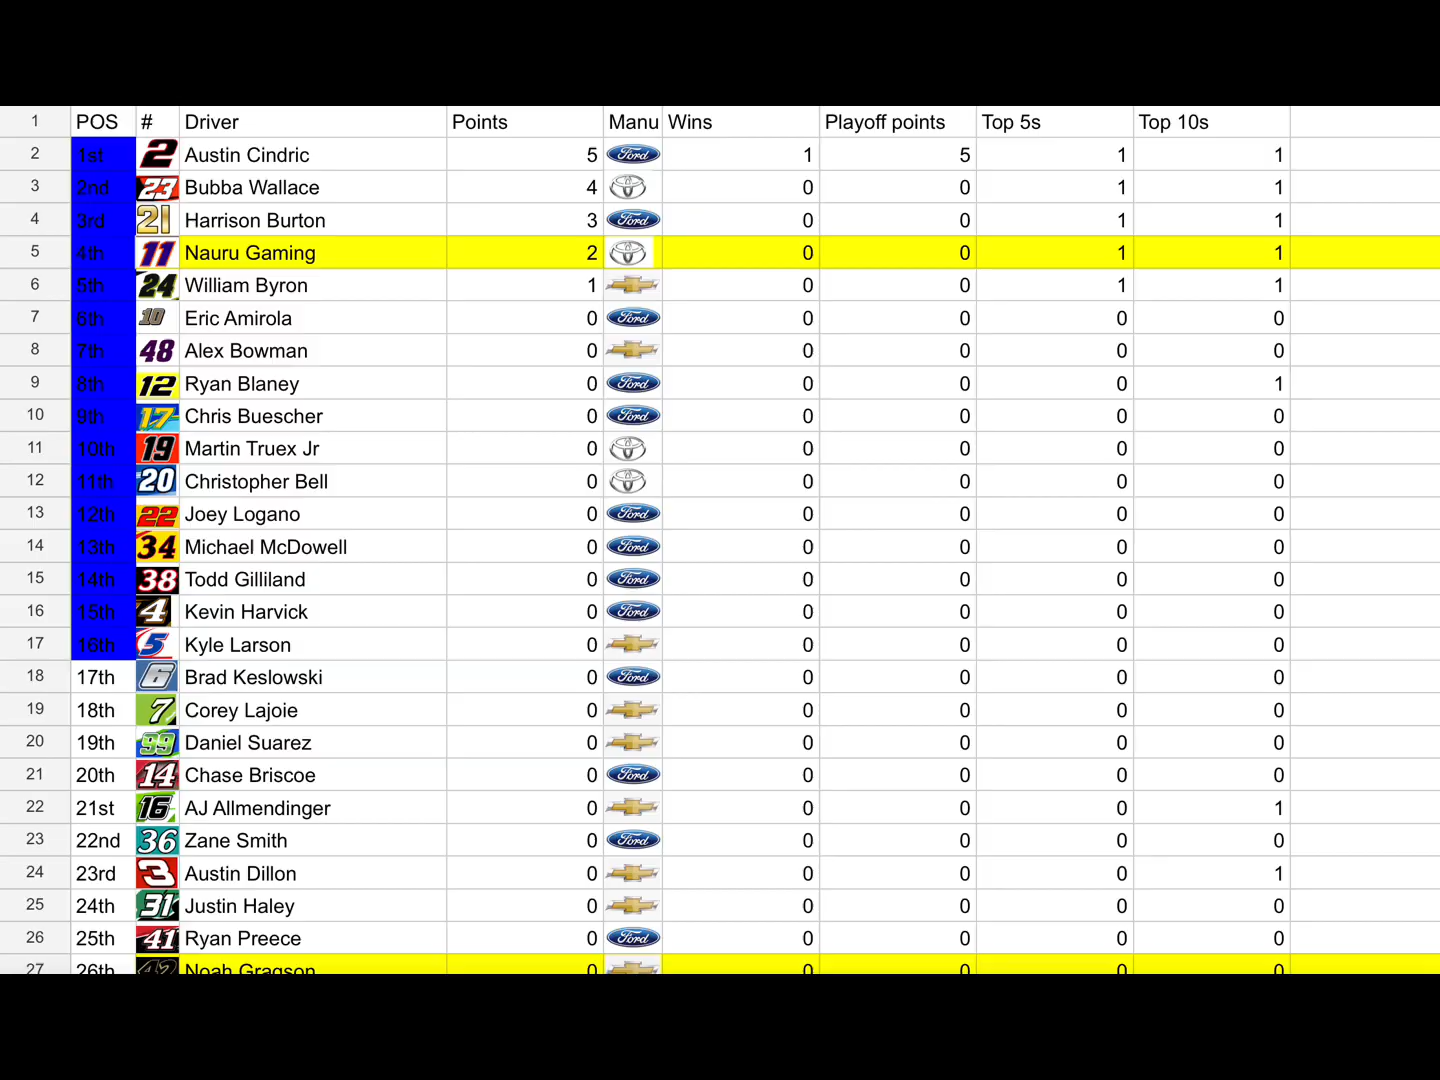 1 POS # Driver Points Manu Wins Playoff points Top 5s Top 10s
2 1st 2 Austin Cindric 5 Ford 1 5 1 1
3 2nd 23 Bubba Wallace 4 0 0 1 1
4 3rd 21 Harrison Burton 3 Ford 0 0 1 1
5 4th 11 Nauru Gaming 2 0 0 1 1
6 5th 24 William Byron 1 0 0 1 1
7 6th 10 Eric Amirola 0 Ford 0 0 0 0
8 7th 48 Alex Bowman 0 0 0 0 0
9 8th 12 Ryan Blaney 0 Ford 0 0 0 1
10 9th 17 Chris Buescher 0 Ford 0 0 0 0
11 10th 19 Martin Truex Jr 0 0 0 0 0
12 11th 20 Christopher Bell 0 0 0 0 0
13 12th 22 Joey Logano 0 Ford 0 0 0 0
14 13th 34 Michael McDowell 0 Ford 0 0 0 0
15 14th 38 Todd Gilliland 0 Ford 0 0 0 0
16 15th 4 Kevin Harvick 0 Ford 0 0 0 0
17 16th 5 Kyle Larson 0 0 0 0 0
18 17th 6 Brad Keslowski 0 Ford 0 0 0 0
19 18th 7 Corey Lajoie 0 0 0 0 0
20 19th 99 Daniel Suarez 0 0 0 0 0
21 20th 14 Chase Briscoe 0 Ford 0 0 0 0
22 21st 16 AJ Allmendinger 0 0 0 0 1
23 22nd 36 Zane Smith 0 Ford 0 0 0 0
24 23rd 3 Austin Dillon 0 0 0 0 1
25 24th 31 Justin Haley 0 0 0 0 0
26 25th 41 Ryan Preece 0 Ford 0 0 0 0
27 26th 42 Noah Gragson 0 0 0 0 0